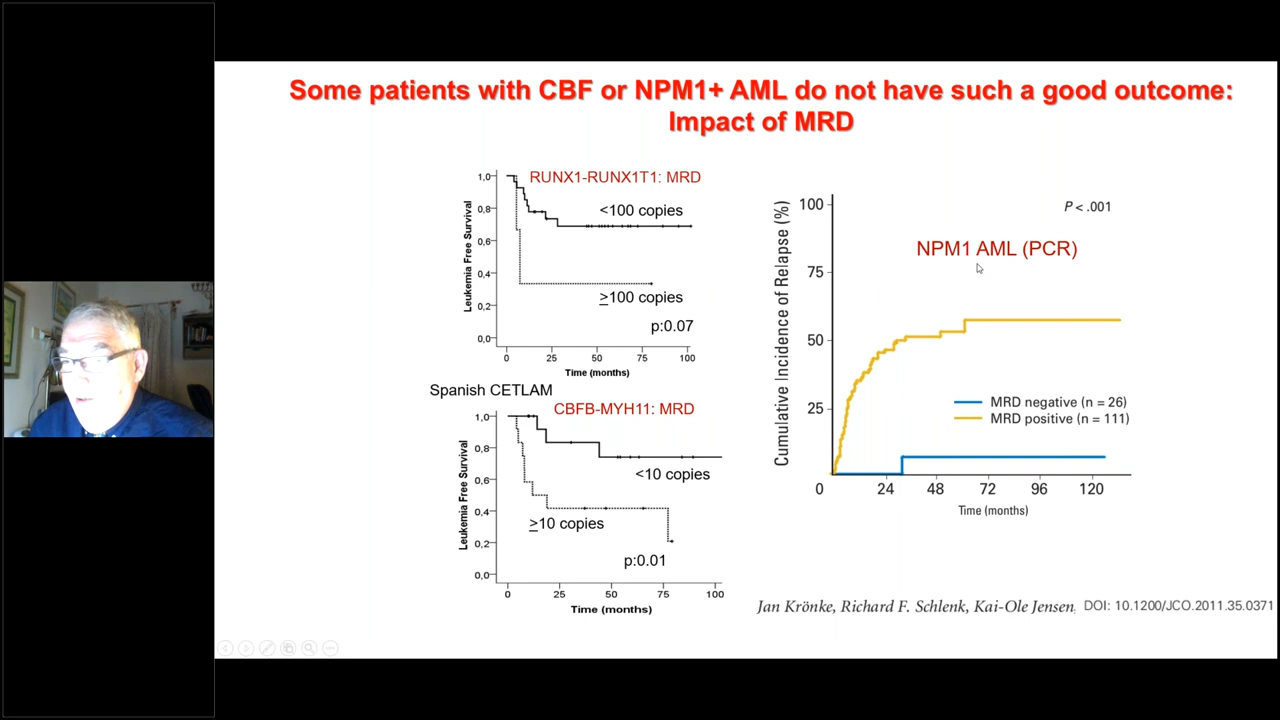 Some patients with CBF or NPM1+ AML do not have such a good outcome:
Impact of MRD
RUNX1-RUNX1T1: MRD
Leukemia Free Survival
1,0
0,8
0,6
0,4
0,2
0,0
<100 copies
≥100 copies
p:0.07
0 25 50 75 100
Time (months)
Spanish CETLAM
CBFB-MYH11: MRD
Leukemia Free Survival
1,0
0,8
0,6
0,4
0,2
0,0
<10 copies
≥10 copies
p:0.01
0 25 50 75 100
Time (months)
Cumulative Incidence of Relapse (%)
100
75
50
25
0
P < .001
NPM1 AML (PCR)
MRD negative (n = 26)
MRD positive (n = 111)
24 48 72 96 120
Time (months)
Jan Krönke, Richard F. Schlenk, Kai-Ole Jensen, DOI: 10.1200/JCO.2011.35.0371